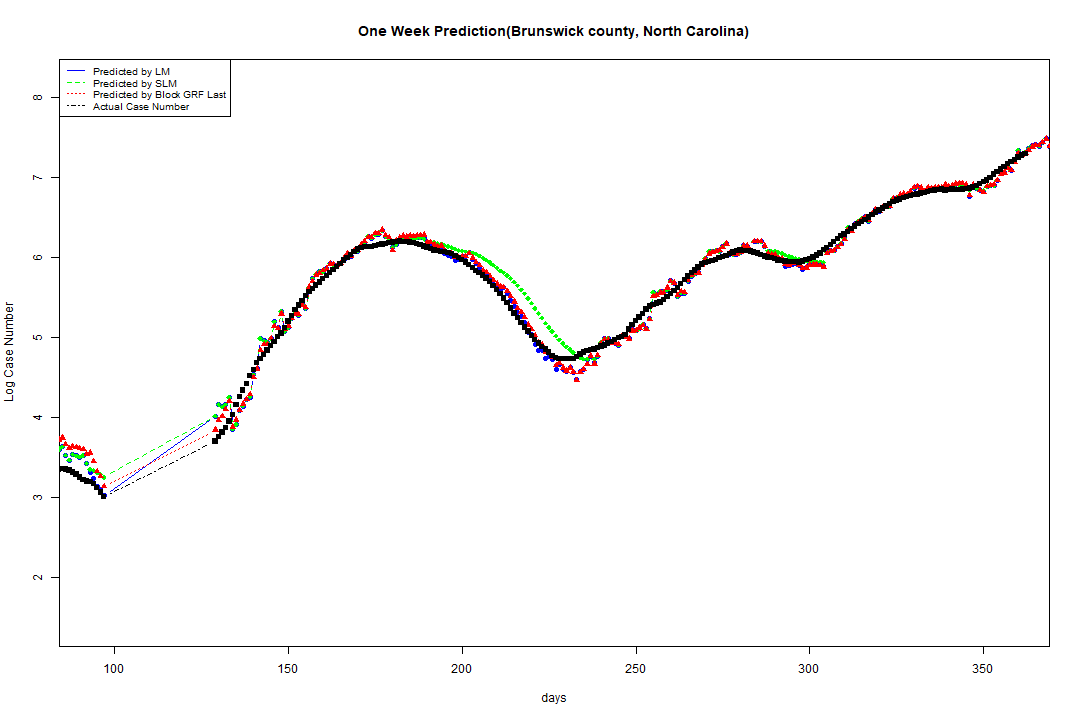 One Week Prediction(Brunswick county, North Carolina)
Predicted by LM
Predicted by SLM
Predicted by Block GRF Last
Actual Case Number
Log Case Number
8
7
6
5
4
3
2
100 150 200 250 300 350
days